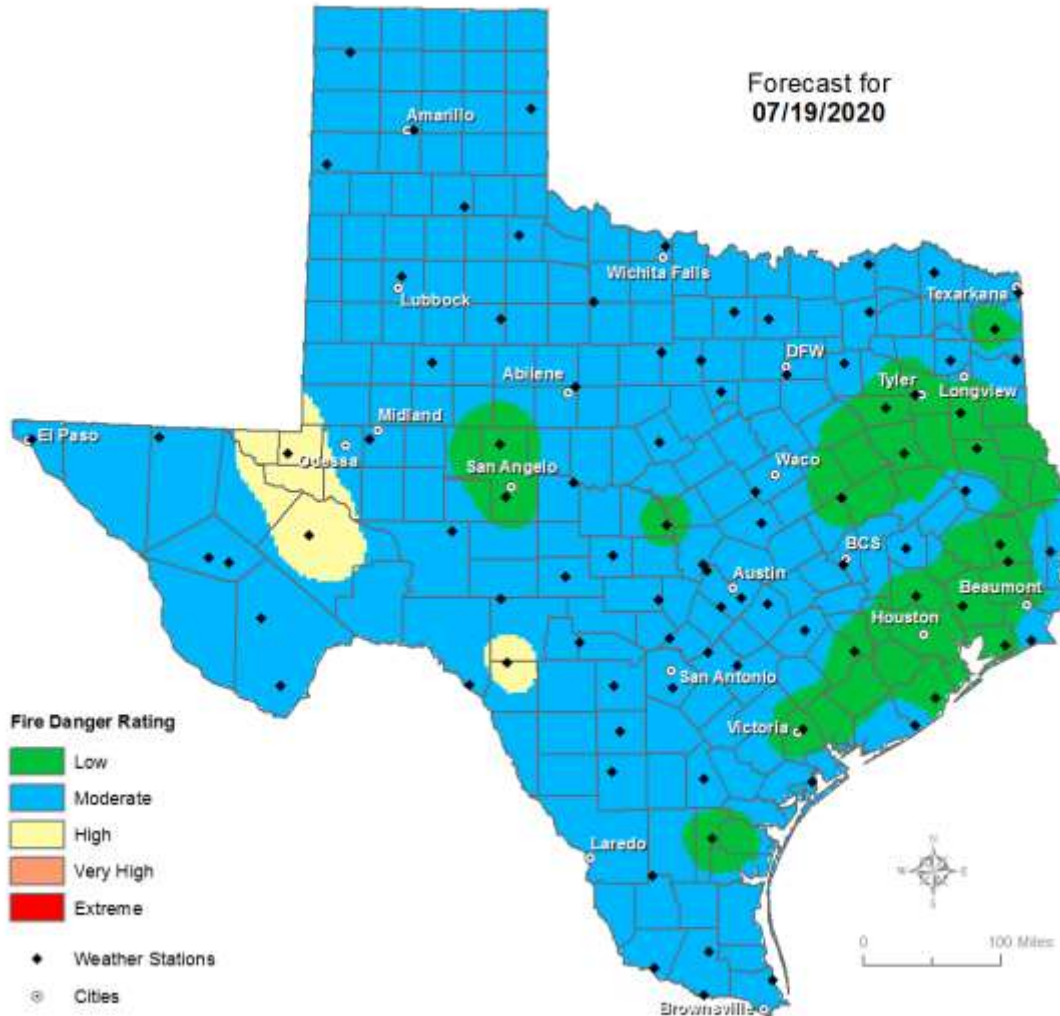 Forecast for
07/19/2020
Amarillo
Wichita Falls
Lubbock
Texarkana
DFW
Abilene
Tyler
Longview
Midland
El Paso
Odessa
San Angelo
Waco
BCS
Austin
Beaumont
Houston
San Antonio
Victoria
Laredo
Brownsville
Fire Danger Rating
Low
Moderate
High
Very High
Extreme
Weather Stations
Cities
N
W
E
S
0
100 Miles